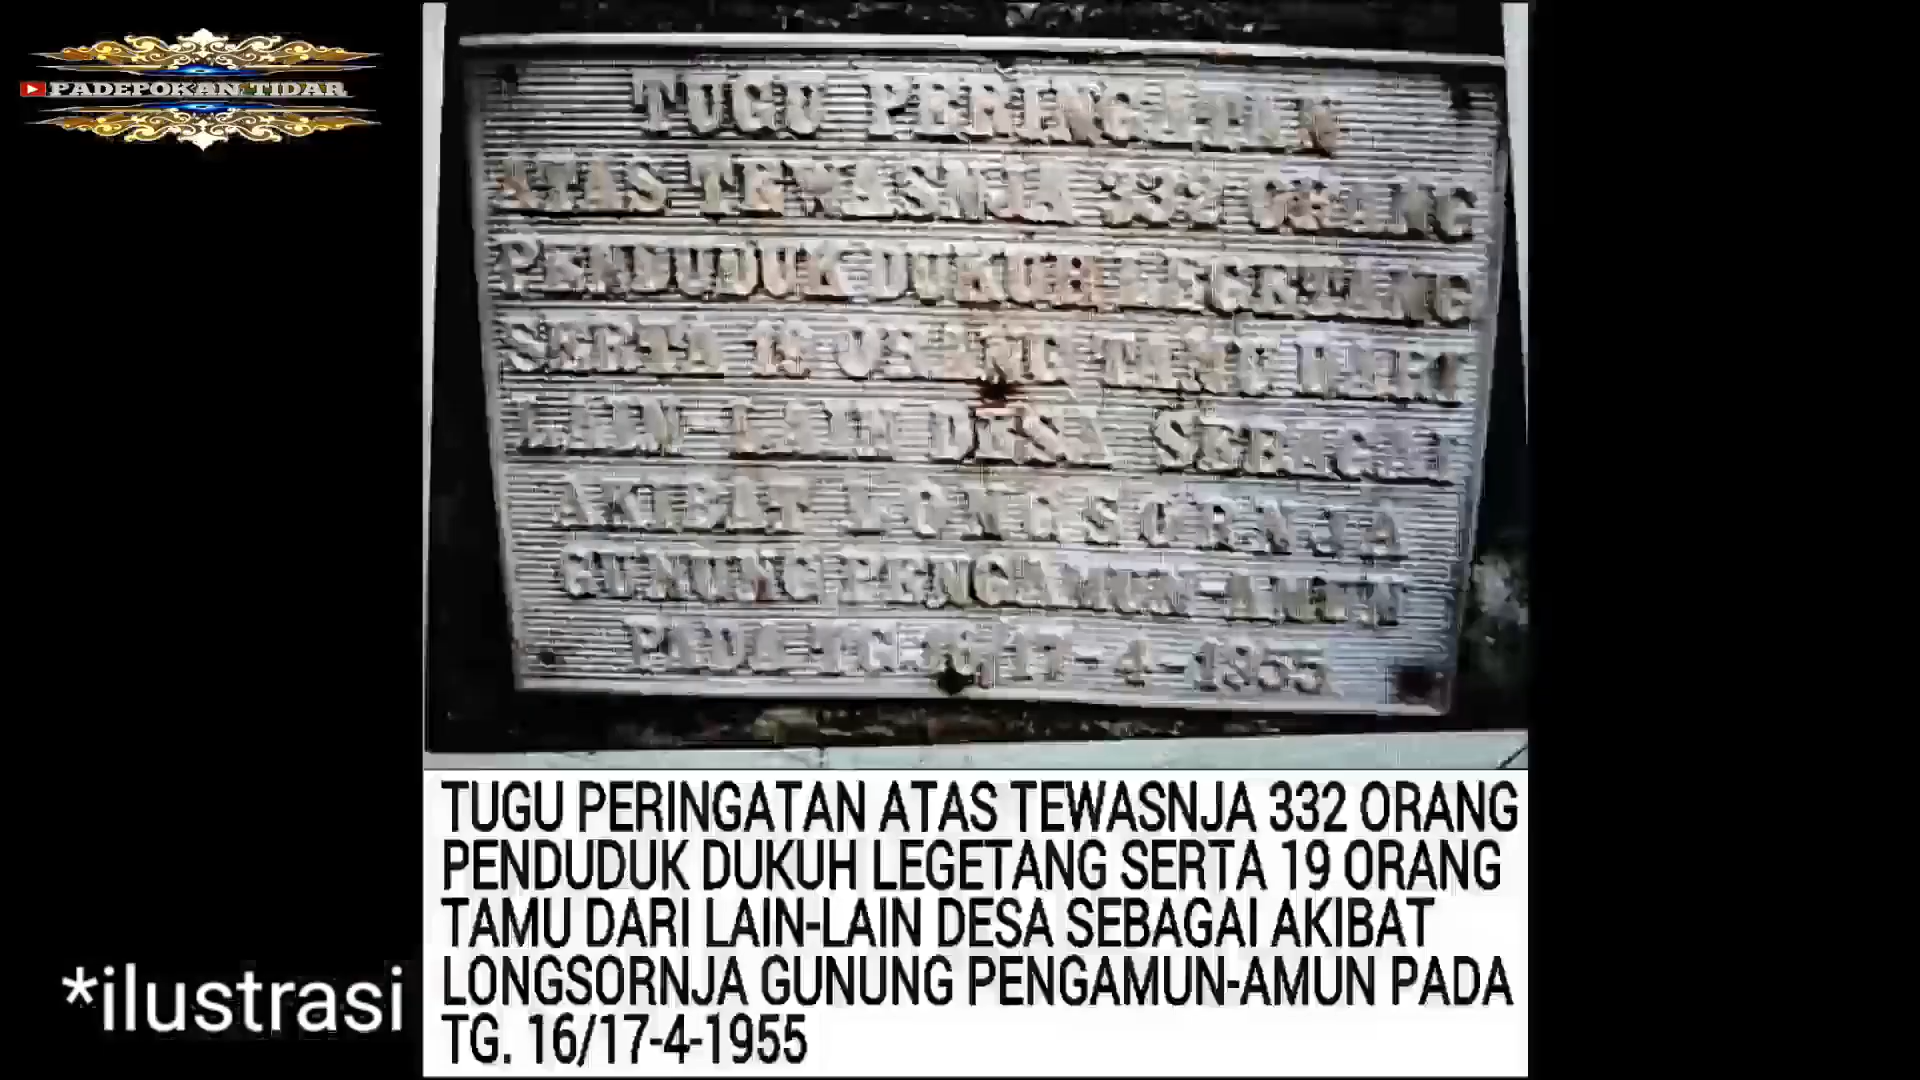 PADEPOKAN TIDAR
TUGU PERINGATAN
ATAS TEWASNJA 332 ORANG
PENDUDUK DUKUH LEGETANG
SERTA 19 ORANG TAMU DARI
LAIN-LAIN DESA SEBAGAI
AKIBAT LONGSORNJA
GUNUNG PENGAMUN-AMUN
PADA TG. 16/17-4-1955
TUGU PERINGATAN ATAS TEWASNJA 332 ORANG
PENDUDUK DUKUH LEGETANG SERTA 19 ORANG
TAMU DARI LAIN-LAIN DESA SEBAGAI AKIBAT
LONGSORNJA GUNUNG PENGAMUN-AMUN PADA
TG. 16/17-4-1955
*ilustrasi